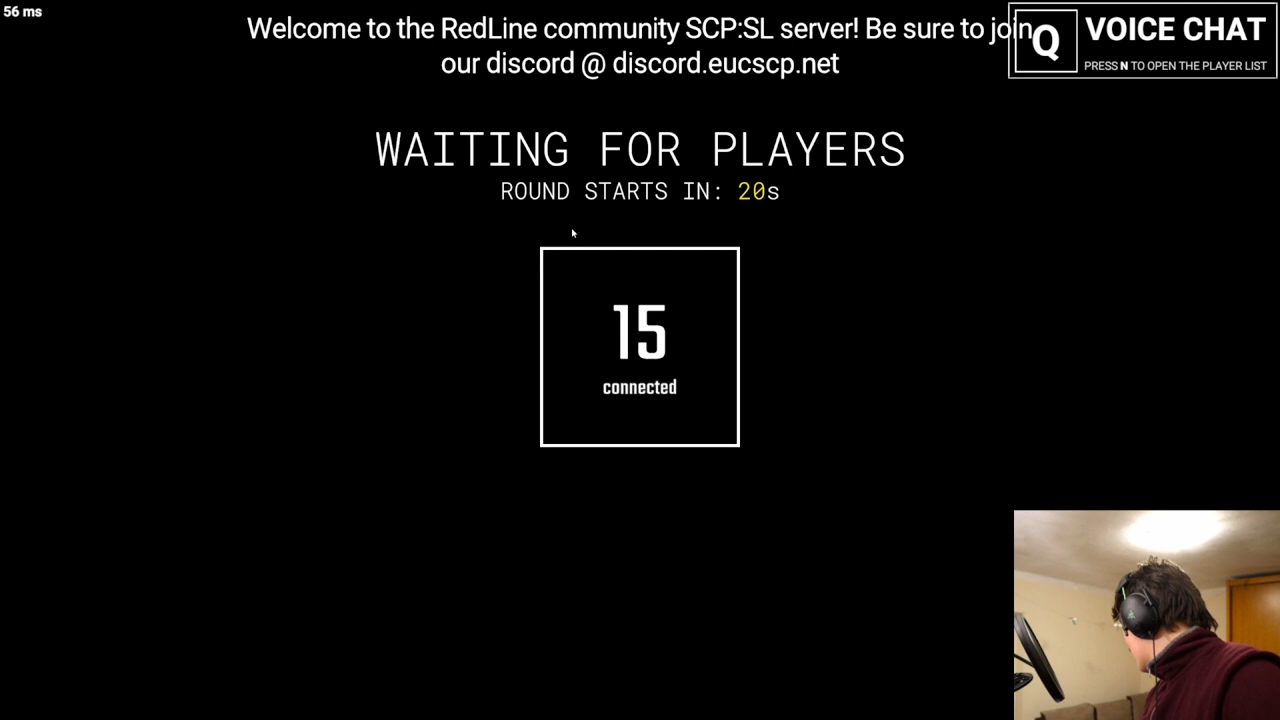 56 ms
Welcome to the RedLine community SCP:SL server! Be sure to join
our discord @ discord.eucscp.net
Q
VOICE CHAT
PRESS N TO OPEN THE PLAYER LIST
WAITING FOR PLAYERS
ROUND STARTS IN: 20s
15
connected